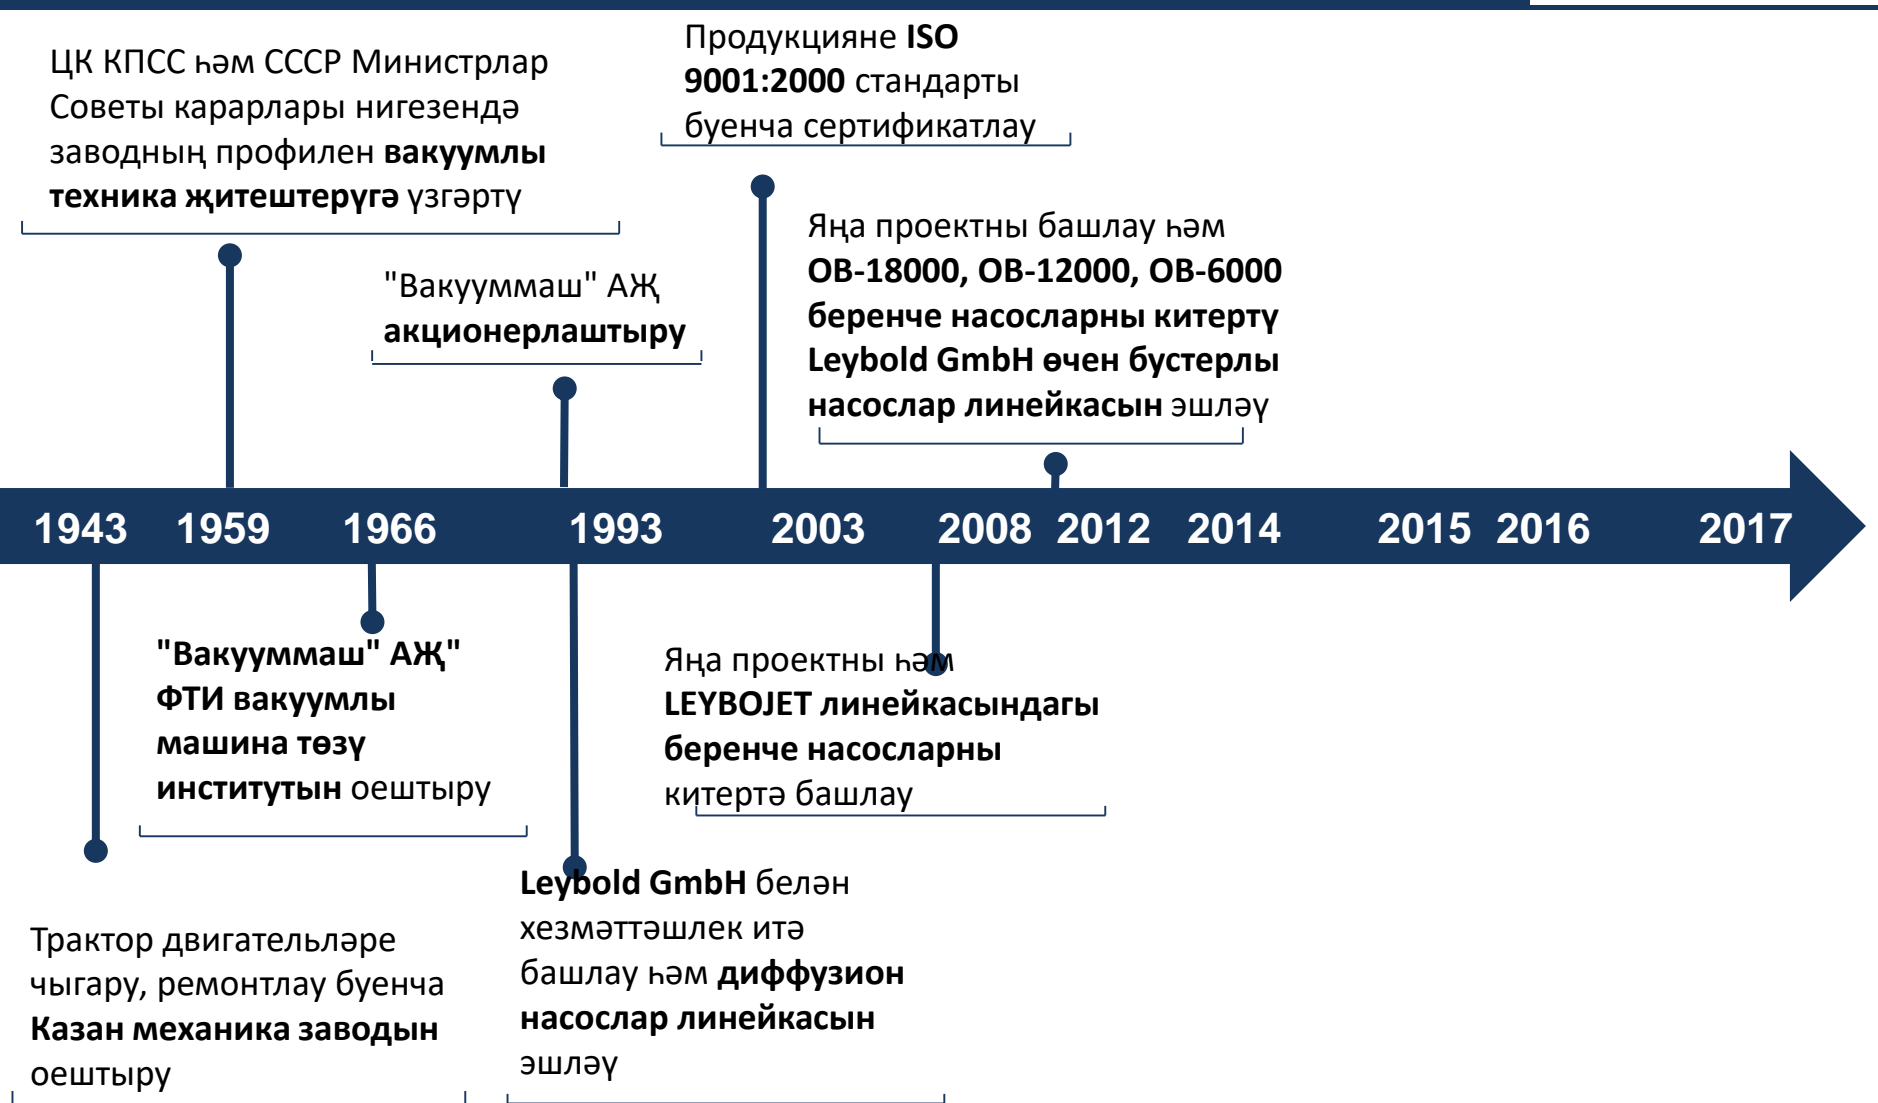 ЦК КПСС һәм СССР Министрлар
Советы карарлары нигезендә
заводның профилен вакуумлы
техника җитештерүгә үзгәртү
Продукцияне ISO
9001:2000 стандарты
буенча сертификатлау
"Вакууммаш" АҖ
акционерлаштыру
Яңа проектны башлау һәм
ОВ-18000, ОВ-12000, ОВ-6000
беренче насосларны китертү
Leybold GmbH өчен бустерлы
насослар линейкасын эшләү
1943 1959 1966 1993 2003 2008 2012 2014 2015 2016 2017
"Вакууммаш" АҖ"
ФТИ вакуумлы
машина төзү
институтын оештыру
Яңа проектны һәм
LEYBOJET линейкасындагы
беренче насосларны
китертә башлау
Трактор двигательләре
чыгару, ремонтлау буенча
Казан механика заводын
оештыру
Leybold GmbH белән
хезмәттәшлек итә
башлау һәм диффузион
насослар линейкасын
эшләү